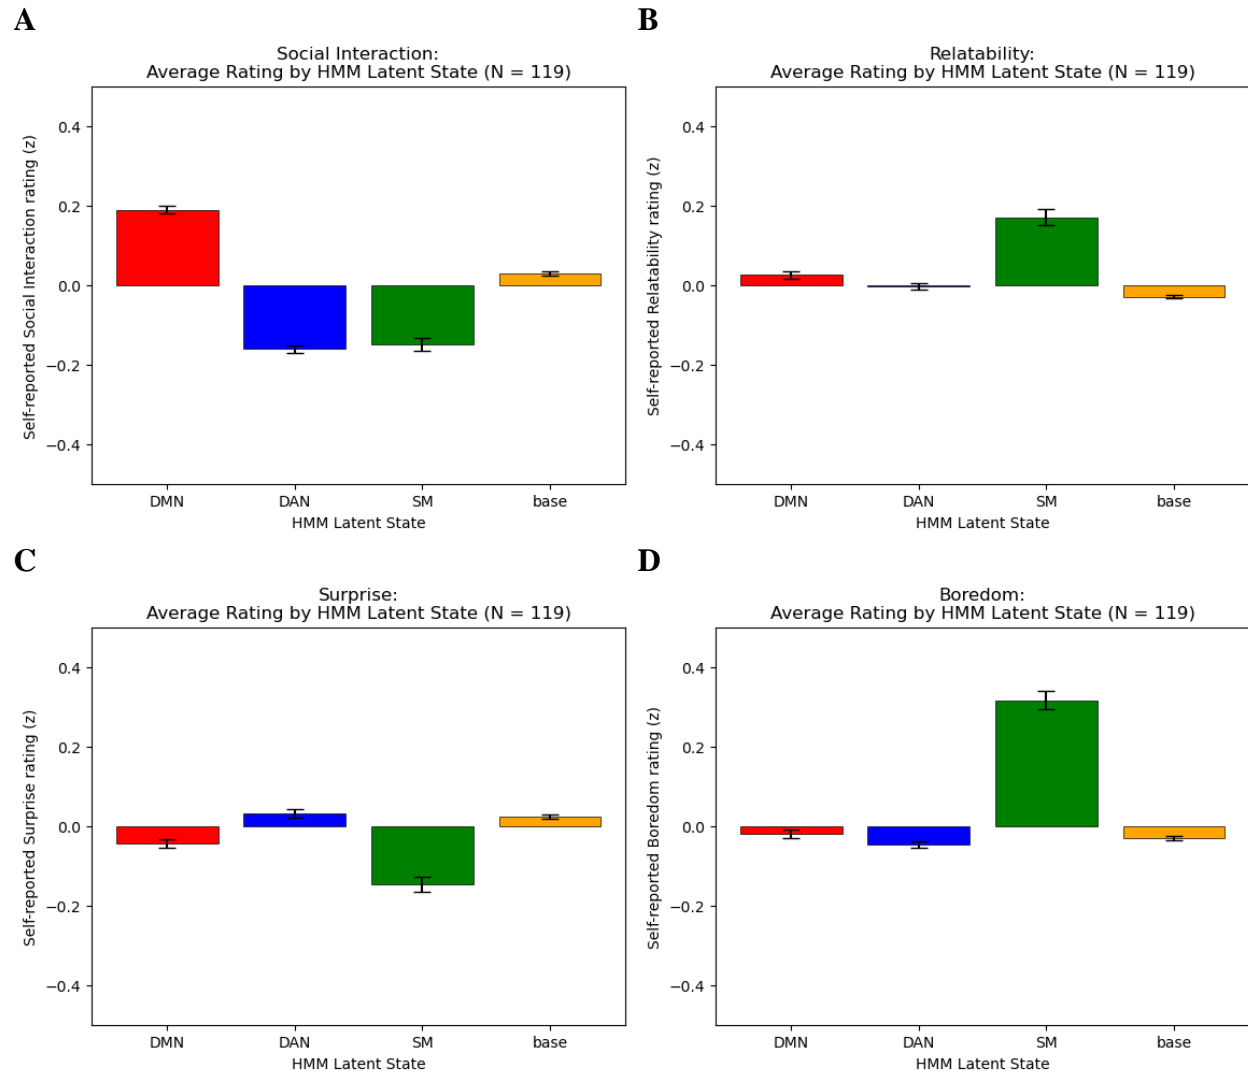 A
Social Interaction:
Average Rating by HMM Latent State (N = 119)
Self-reported Social Interaction rating (z)
0.4
0.2
0.0
−0.2
−0.4
DMN DAN SM base
HMM Latent State
B
Relatability:
Average Rating by HMM Latent State (N = 119)
Self-reported Relatability rating (z)
0.4
0.2
0.0
−0.2
−0.4
DMN DAN SM base
HMM Latent State
C
Surprise:
Average Rating by HMM Latent State (N = 119)
Self-reported Surprise rating (z)
0.4
0.2
0.0
−0.2
−0.4
DMN DAN SM base
HMM Latent State
D
Boredom:
Average Rating by HMM Latent State (N = 119)
Self-reported Boredom rating (z)
0.4
0.2
0.0
−0.2
−0.4
DMN DAN SM base
HMM Latent State